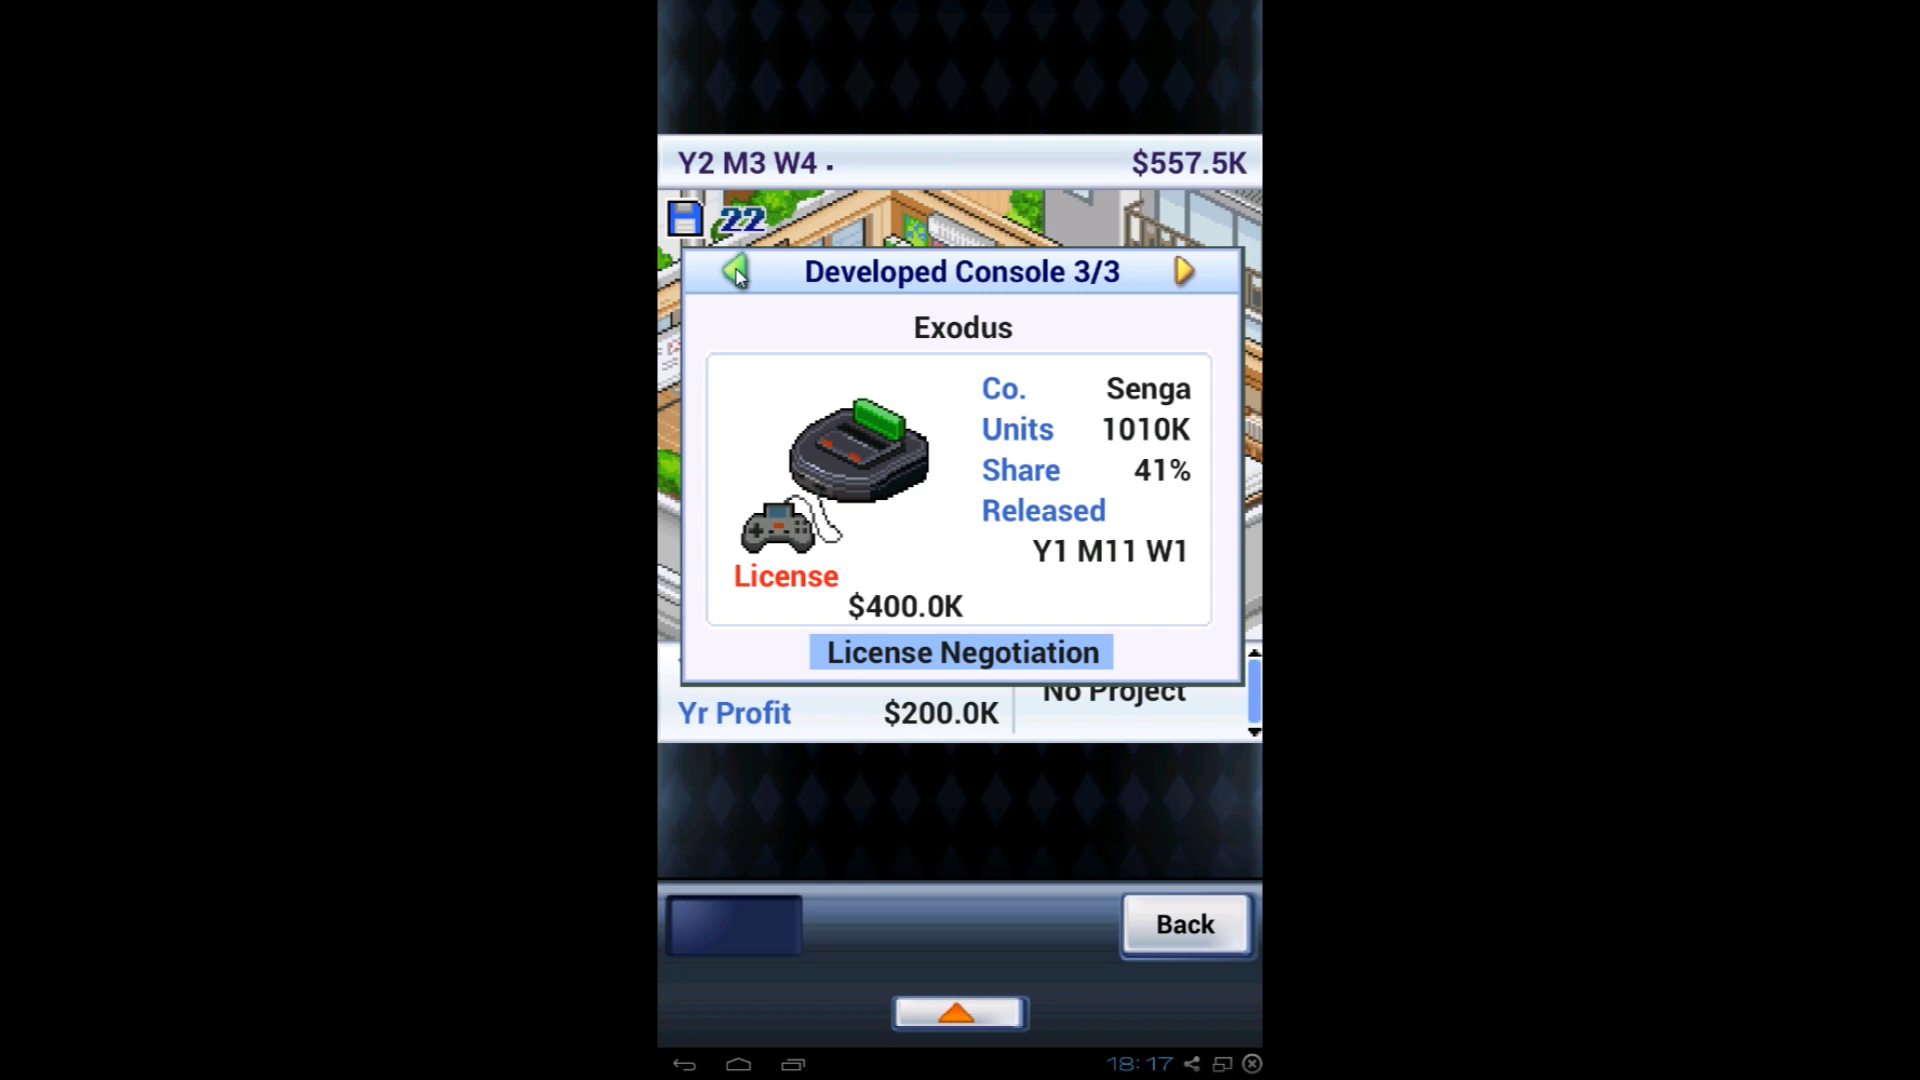 Y2 M3 W4 . $557.5K
22
Developed Console 3/3
Exodus
Co. Senga
Units 1010K
Share 41%
Released
Y1 M11 W1
License
$400.0K
License Negotiation
No Project
Yr Profit $200.0K
Back
18:17